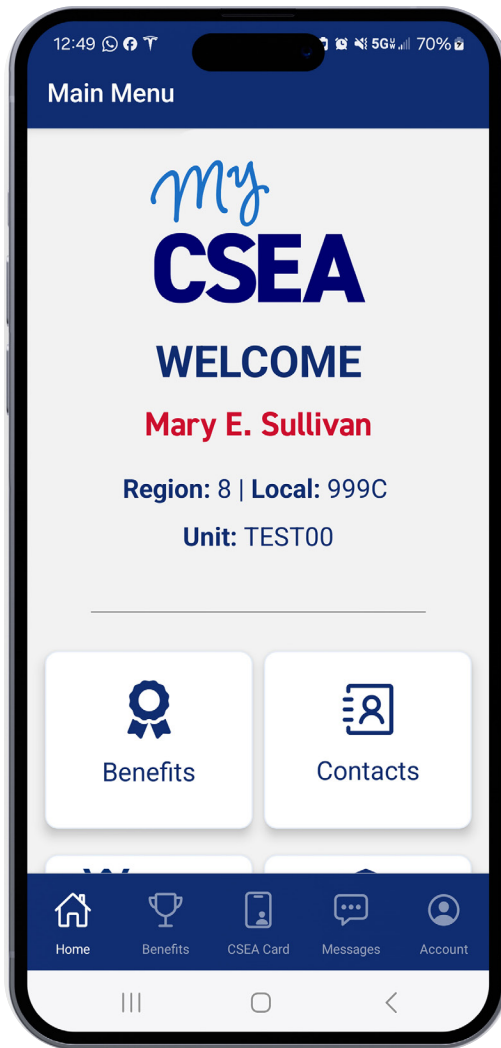 12:49 5G 70%
Main Menu
my
CSEA
WELCOME
Mary E. Sullivan
Region: 8 | Local: 999C
Unit: TEST00
Benefits Contacts
Home Benefits CSEA Card Messages Account